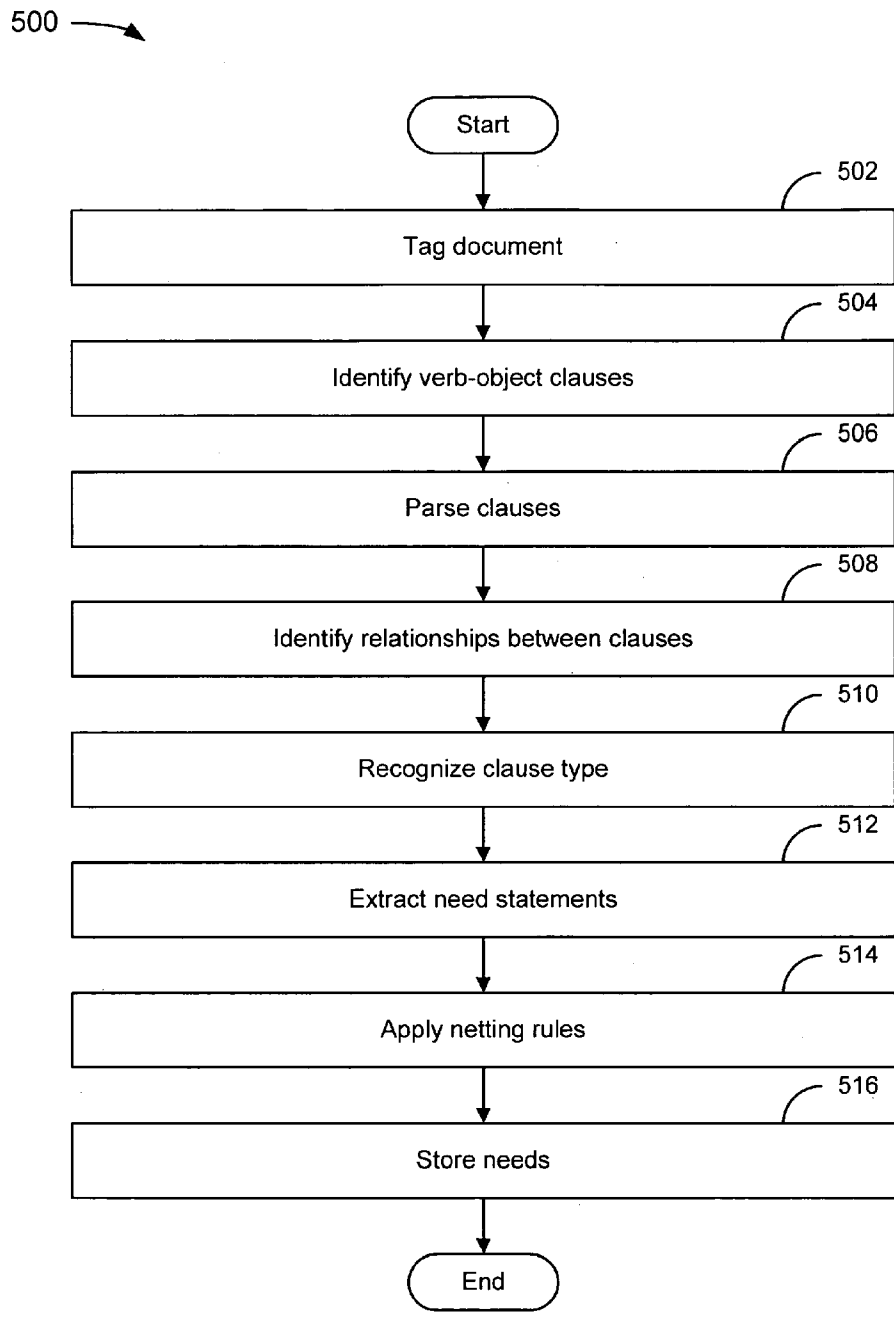 500
Start
502
Tag document
504
Identify verb-object clauses
506
Parse clauses
508
Identify relationships between clauses
510
Recognize clause type
512
Extract need statements
514
Apply netting rules
516
Store needs
End